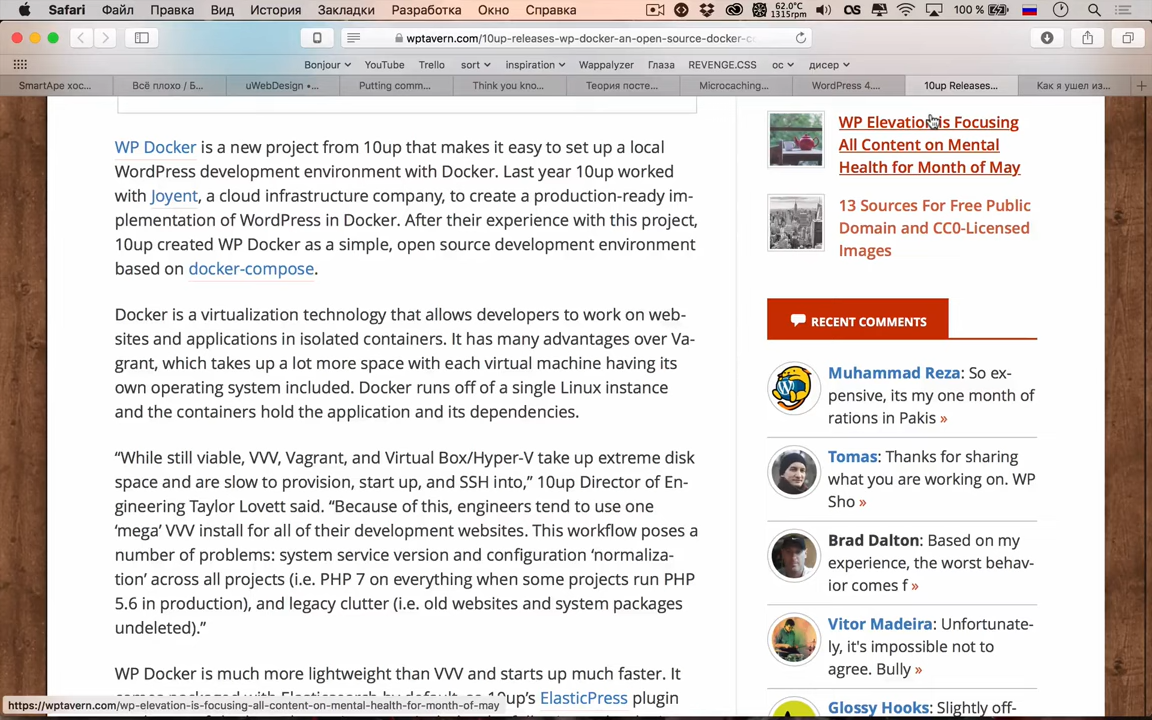 Safari Файл Правка Вид История Закладки Разработка Окно Справка 62.0°C 1315rpm 100 %
wptavern.com/10up-releases-wp-docker-an-open-source-docker-c
Bonjour YouTube Trello sort inspiration Wappalyzer Глаза REVENGE.CSS ос дисер
SmartApe хос... Всё плохо / Б... uWebDesign •... Putting comm... Think you kno... Теория посте... Microcaching... WordPress 4.... 10up Releases... Как я ушел из...
WP Docker is a new project from 10up that makes it easy to set up a local
WordPress development environment with Docker. Last year 10up worked
with Joyent, a cloud infrastructure company, to create a production-ready im-
plementation of WordPress in Docker. After their experience with this project,
10up created WP Docker as a simple, open source development environment
based on docker-compose.
Docker is a virtualization technology that allows developers to work on web-
sites and applications in isolated containers. It has many advantages over Va-
grant, which takes up a lot more space with each virtual machine having its
own operating system included. Docker runs off of a single Linux instance
and the containers hold the application and its dependencies.
“While still viable, VVV, Vagrant, and Virtual Box/Hyper-V take up extreme disk
space and are slow to provision, start up, and SSH into,” 10up Director of En-
gineering Taylor Lovett said. “Because of this, engineers tend to use one
‘mega’ VVV install for all of their development websites. This workflow poses a
number of problems: system service version and configuration ‘normaliza-
tion’ across all projects (i.e. PHP 7 on everything when some projects run PHP
5.6 in production), and legacy clutter (i.e. old websites and system packages
undeleted).”
WP Docker is much more lightweight than VVV and starts up much faster. It
10up’s ElasticPress plugin
WP Elevation is Focusing
All Content on Mental
Health for Month of May
13 Sources For Free Public
Domain and CC0-Licensed
Images
RECENT COMMENTS
Muhammad Reza: So ex-
pensive, its my one month of
rations in Pakis »
Tomas: Thanks for sharing
what you are working on. WP
Sho »
Brad Dalton: Based on my
experience, the worst behav-
ior comes f »
Vitor Madeira: Unfortunate-
ly, it's impossible not to
agree. Bully »
Glossy Hooks: Slightly off-
https://wptavern.com/wp-elevation-is-focusing-all-content-on-mental-health-for-month-of-may